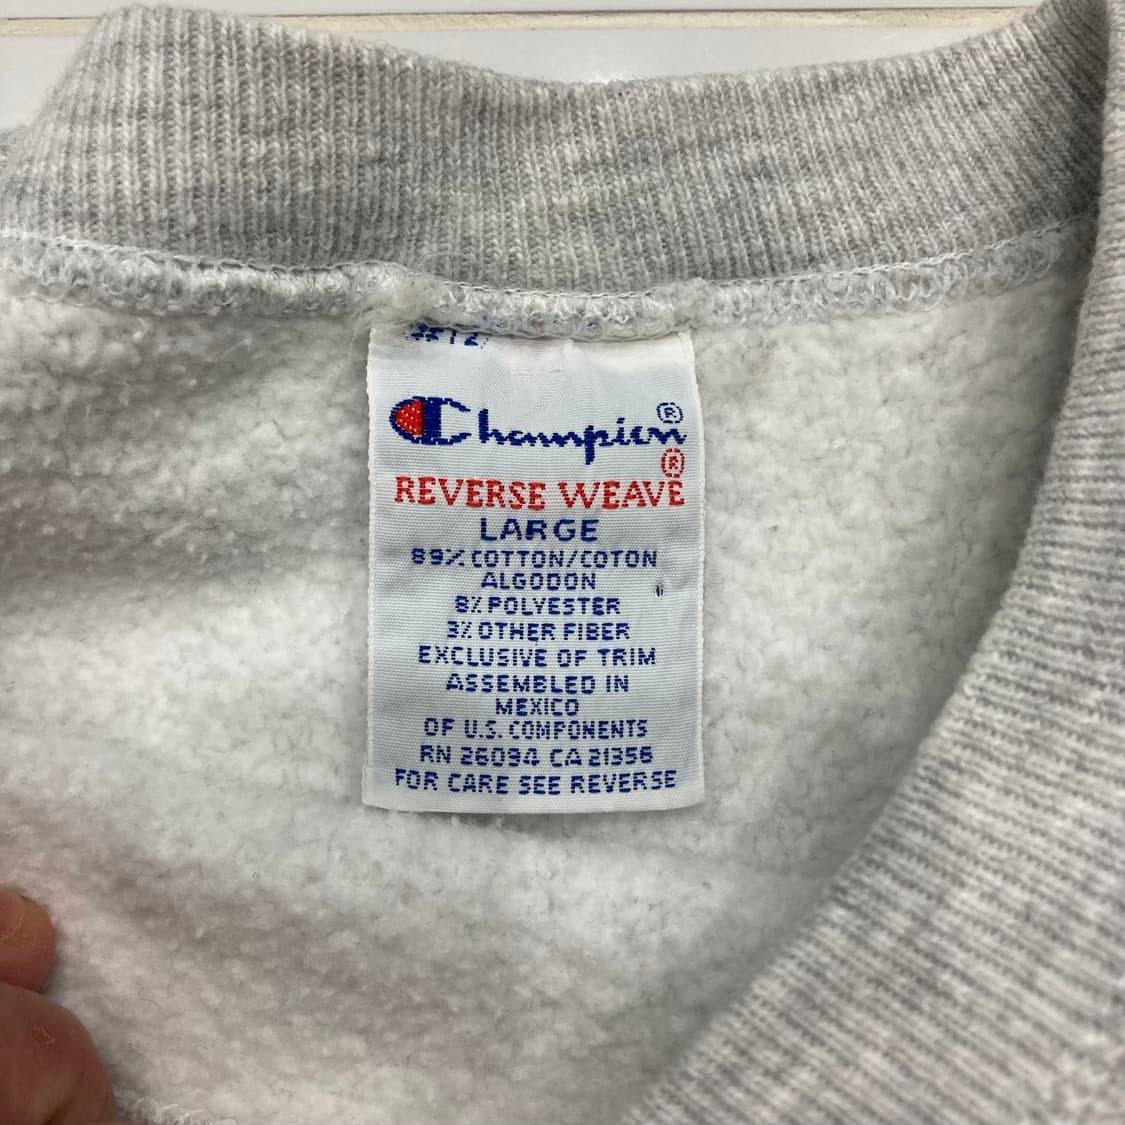 Champion®
REVERSE WEAVE®
LARGE
89% COTTON/COTON
ALGODON
8% POLYESTER
3% OTHER FIBER
EXCLUSIVE OF TRIM
ASSEMBLED IN
MEXICO
OF U.S. COMPONENTS
RN 26094 CA 21356
FOR CARE SEE REVERSE